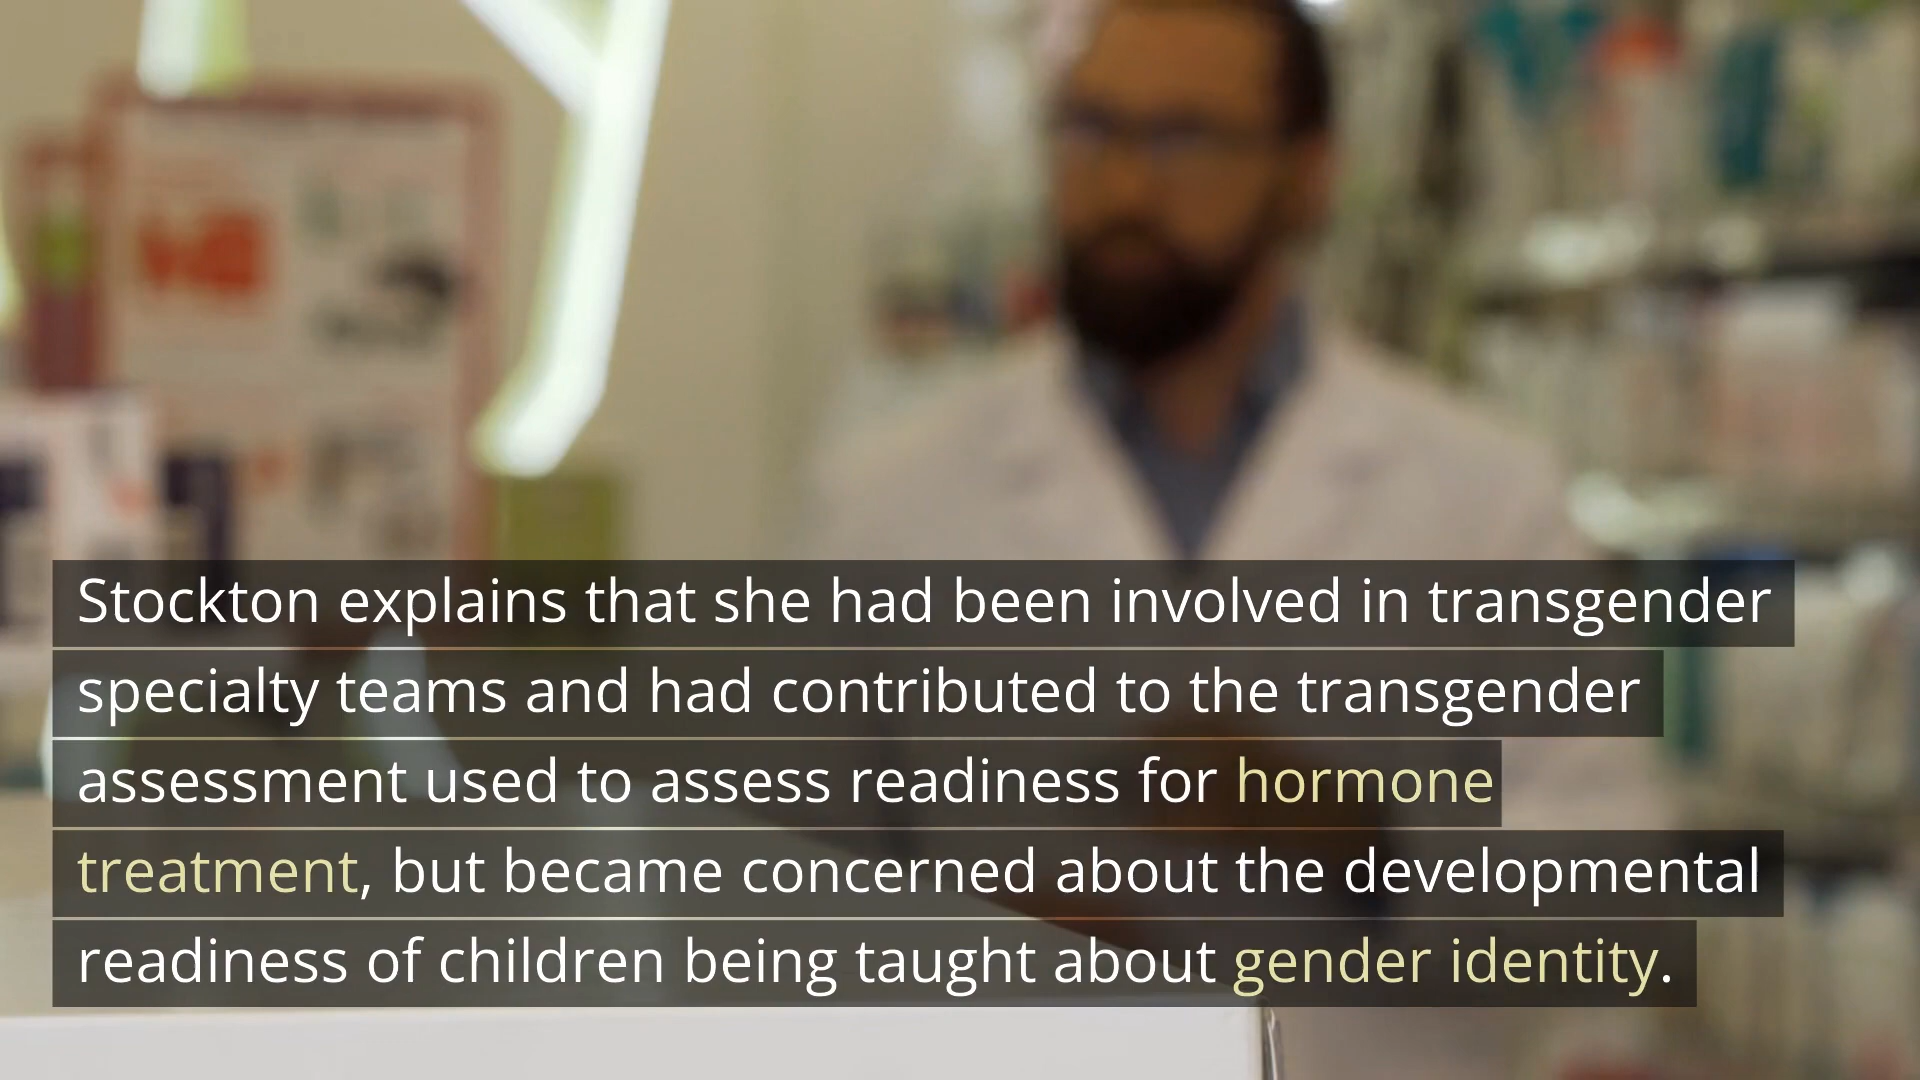 Stockton explains that she had been involved in transgender
specialty teams and had contributed to the transgender
assessment used to assess readiness for hormone
treatment, but became concerned about the developmental
readiness of children being taught about gender identity.